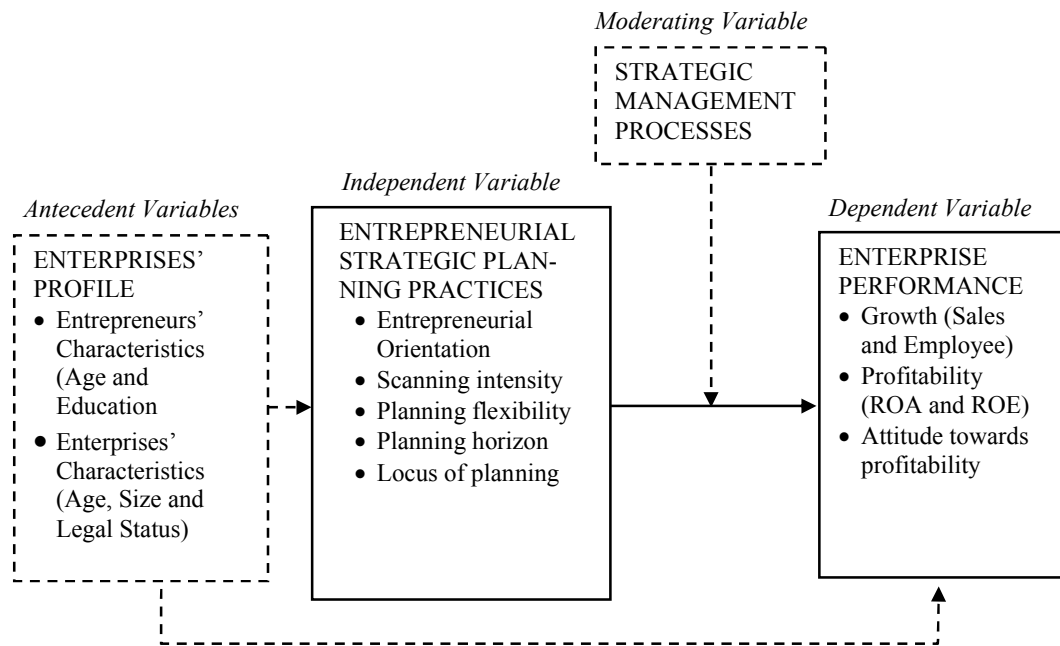 Moderating Variable
STRATEGIC
MANAGEMENT
PROCESSES
Independent Variable
Antecedent Variables
Dependent Variable
ENTERPRISES’
PROFILE
• Entrepreneurs’
Characteristics
(Age and
Education
• Enterprises’
Characteristics
(Age, Size and
Legal Status)
ENTREPRENEURIAL
STRATEGIC PLAN-
NING PRACTICES
• Entrepreneurial
Orientation
• Scanning intensity
• Planning flexibility
• Planning horizon
• Locus of planning
ENTERPRISE
PERFORMANCE
• Growth (Sales
and Employee)
• Profitability
(ROA and ROE)
• Attitude towards
profitability